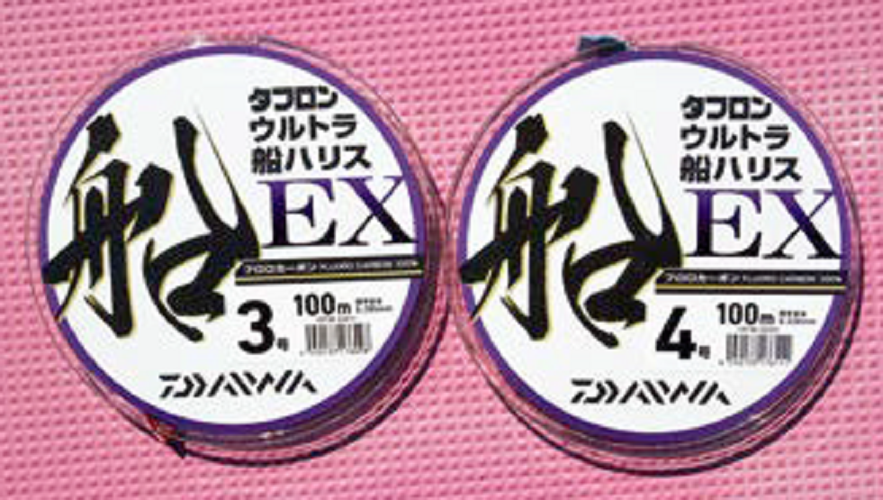 船
タフロン
ウルトラ
船ハリス
EX
フロロカーボン FLUORO CARBON 100%
3号
100m
DAIWA
船
タフロン
ウルトラ
船ハリス
EX
フロロカーボン FLUORO CARBON 100%
4号
100m
DAIWA